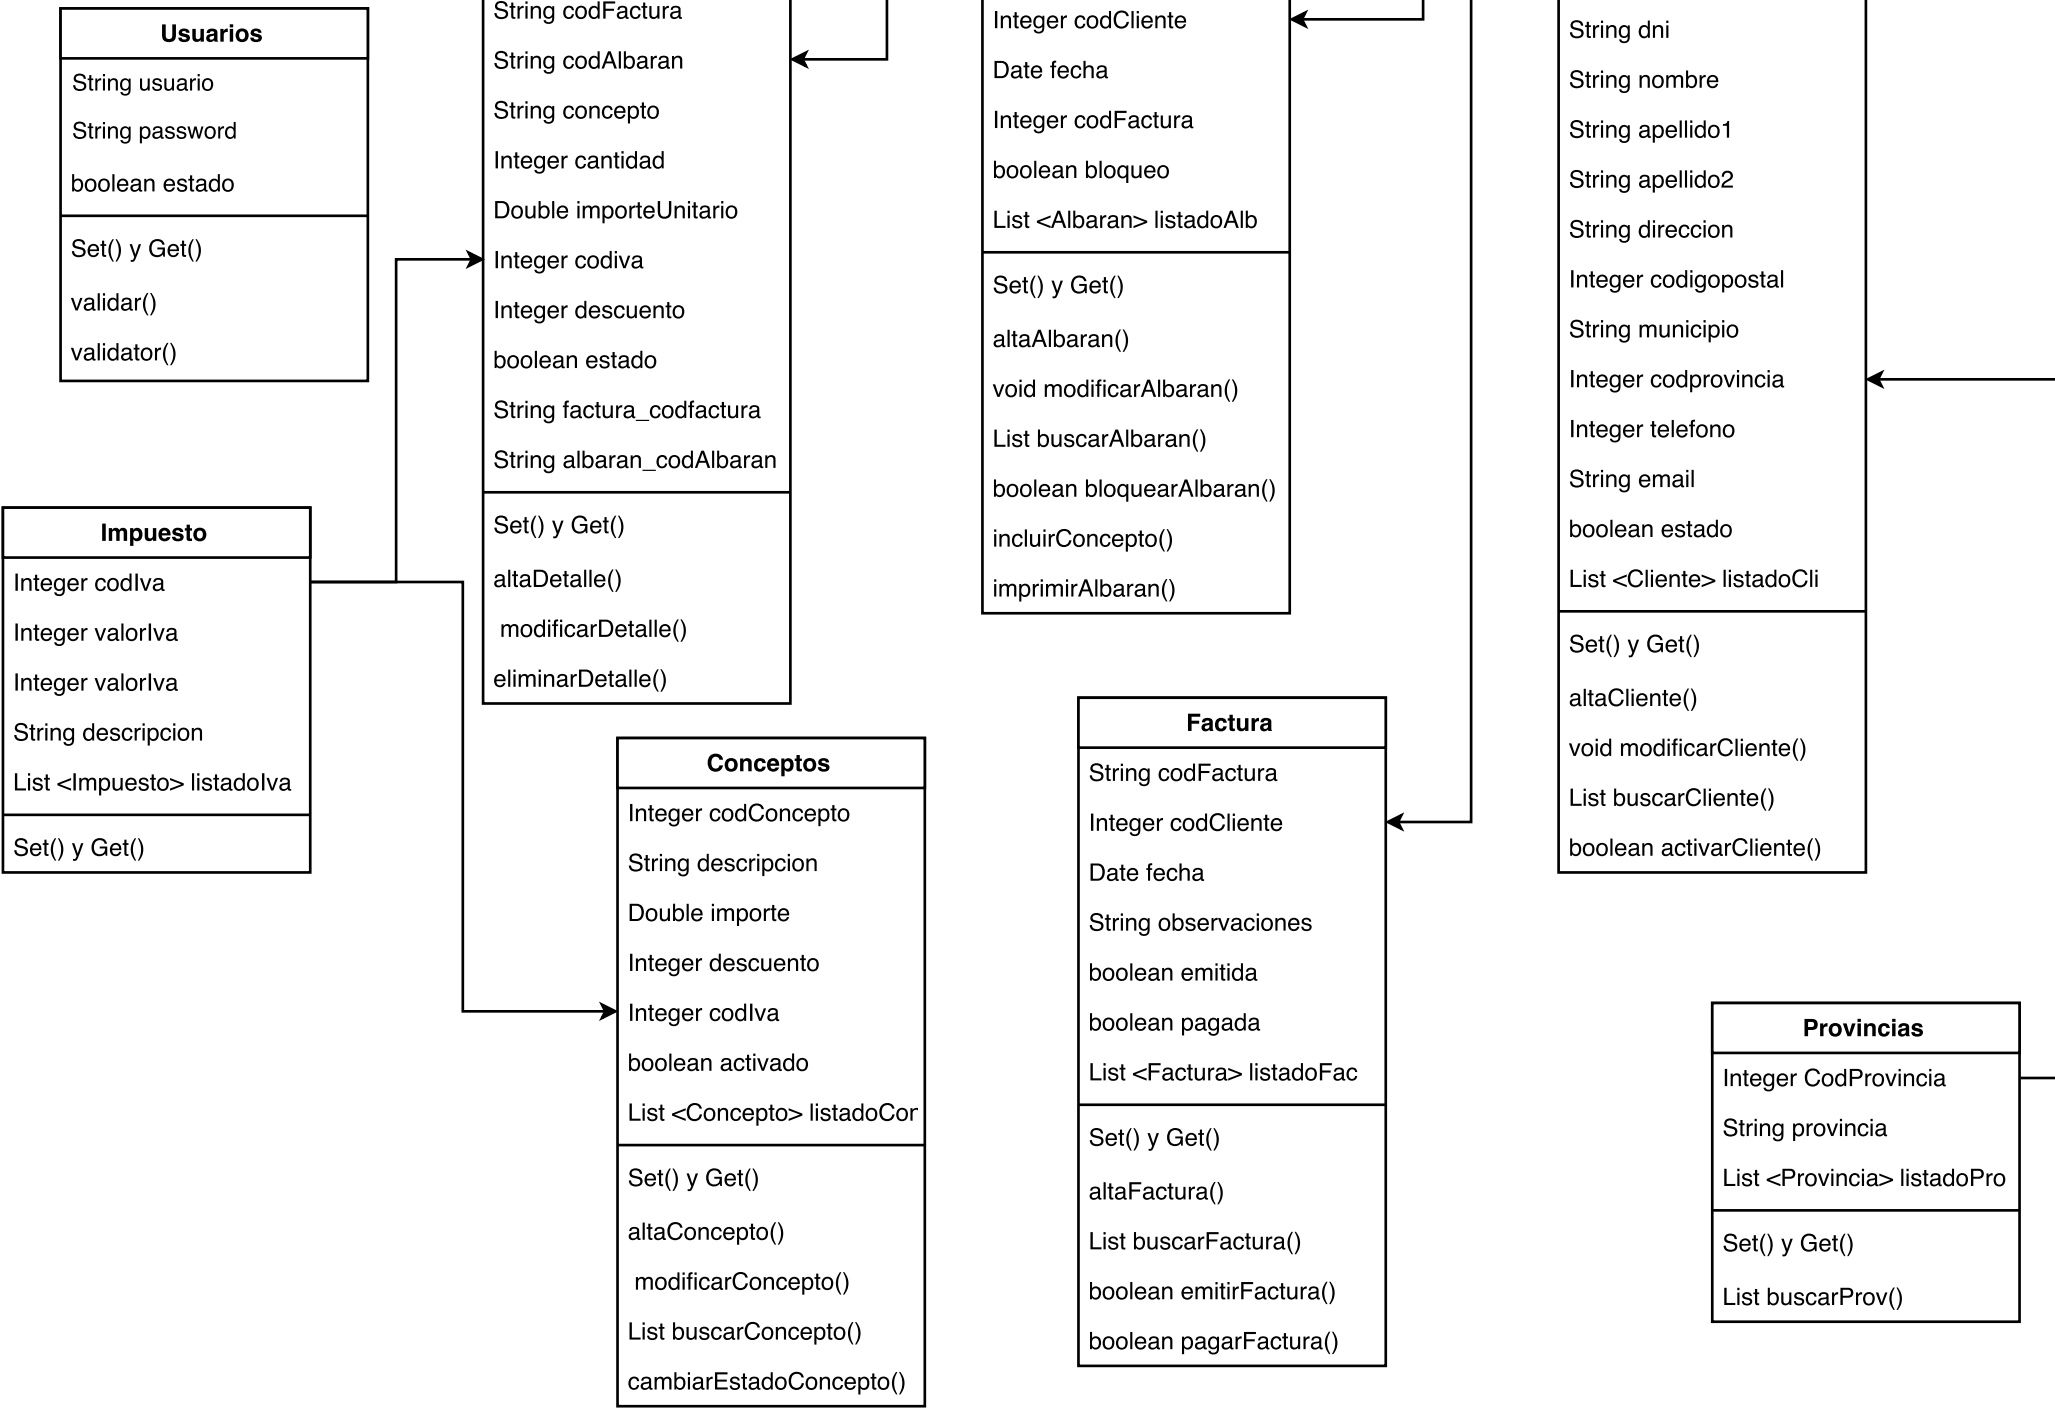 Usuarios
String usuario
String password
boolean estado
Set() y Get()
validar()
validator()
String codFactura
String codAlbaran
String concepto
Integer cantidad
Double importeUnitario
Integer codiva
Integer descuento
boolean estado
String factura_codfactura
String albaran_codAlbaran
Set() y Get()
altaDetalle()
modificarDetalle()
eliminarDetalle()
Integer codCliente
Date fecha
Integer codFactura
boolean bloqueo
List <Albaran> listadoAlb
Set() y Get()
altaAlbaran()
void modificarAlbaran()
List buscarAlbaran()
boolean bloquearAlbaran()
incluirConcepto()
imprimirAlbaran()
String dni
String nombre
String apellido1
String apellido2
String direccion
Integer codigopostal
String municipio
Integer codprovincia
Integer telefono
String email
boolean estado
List <Cliente> listadoCli
Set() y Get()
altaCliente()
void modificarCliente()
List buscarCliente()
boolean activarCliente()
Impuesto
Integer codIva
Integer valorIva
Integer valorIva
String descripcion
List <Impuesto> listadoIva
Set() y Get()
Conceptos
Integer codConcepto
String descripcion
Double importe
Integer descuento
Integer codIva
boolean activado
List <Concepto> listadoCon
Set() y Get()
altaConcepto()
modificarConcepto()
List buscarConcepto()
cambiarEstadoConcepto()
Factura
String codFactura
Integer codCliente
Date fecha
String observaciones
boolean emitida
boolean pagada
List <Factura> listadoFac
Set() y Get()
altaFactura()
List buscarFactura()
boolean emitirFactura()
boolean pagarFactura()
Provincias
Integer CodProvincia
String provincia
List <Provincia> listadoPro
Set() y Get()
List buscarProv()